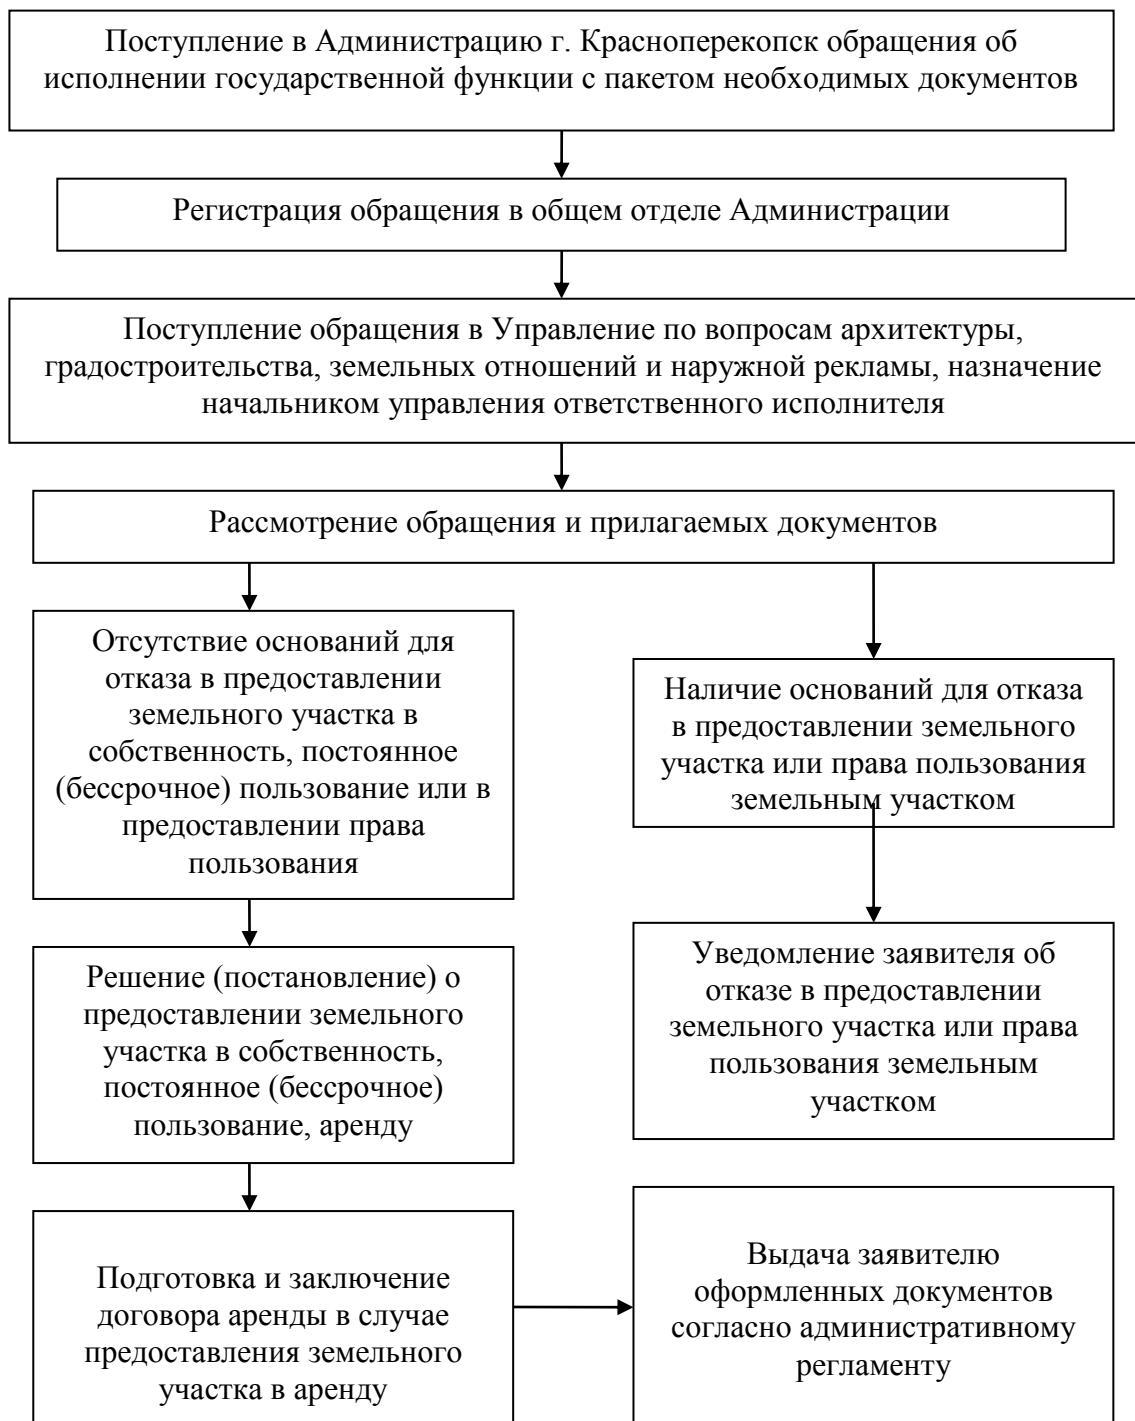 Поступление в Администрацию г. Красноперекопск обращения об
исполнении государственной функции с пакетом необходимых документов
Регистрация обращения в общем отделе Администрации
Поступление обращения в Управление по вопросам архитектуры,
градостроительства, земельных отношений и наружной рекламы, назначение
начальником управления ответственного исполнителя
Рассмотрение обращения и прилагаемых документов
Отсутствие оснований для
отказа в предоставлении
земельного участка в
собственность, постоянное
(бессрочное) пользование или в
предоставлении права
пользования
Наличие оснований для отказа
в предоставлении земельного
участка или права пользования
земельным участком
Решение (постановление) о
предоставлении земельного
участка в собственность,
постоянное (бессрочное)
пользование, аренду
Уведомление заявителя об
отказе в предоставлении
земельного участка или права
пользования земельным
участком
Подготовка и заключение
договора аренды в случае
предоставления земельного
участка в аренду
Выдача заявителю
оформленных документов
согласно административному
регламенту